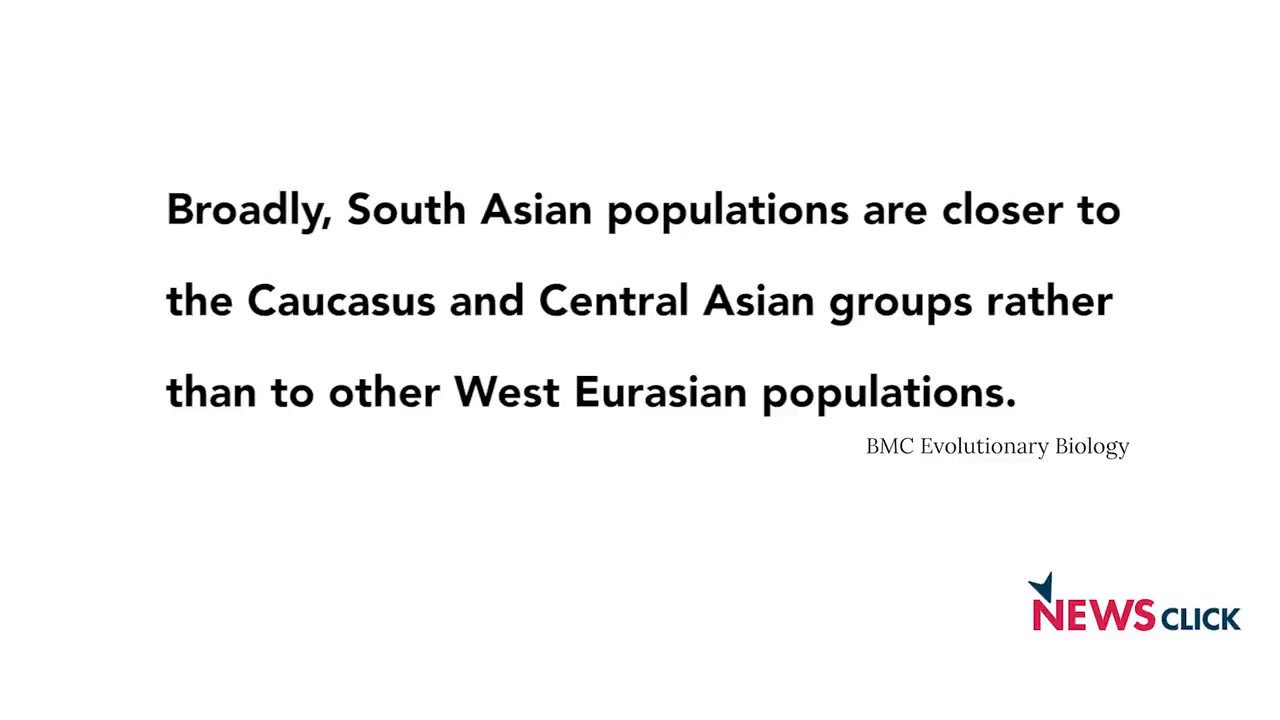 Broadly, South Asian populations are closer to
the Caucasus and Central Asian groups rather
than to other West Eurasian populations.
BMC Evolutionary Biology
NEWS CLICK